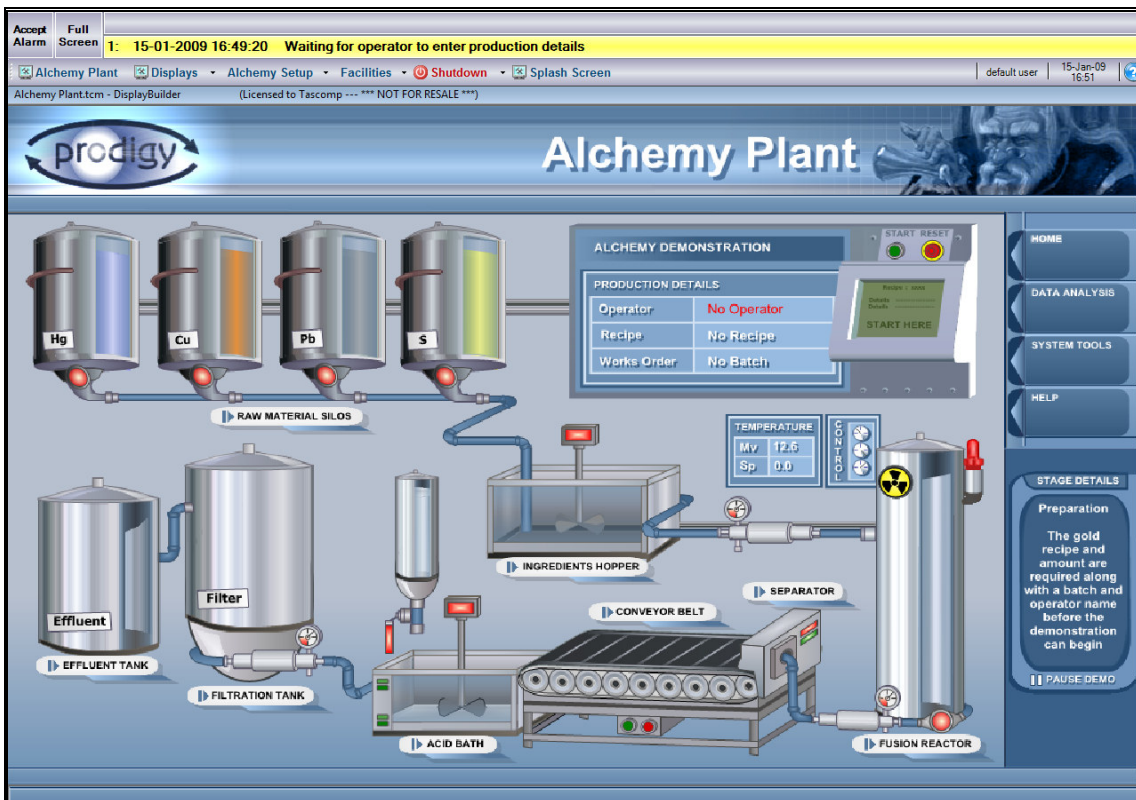 Accept
Alarm
Full
Screen
1: 15-01-2009 16:49:20 Waiting for operator to enter production details
Alchemy Plant Displays Alchemy Setup Facilities Shutdown Splash Screen
default user
15-Jan-09
16:51
?
Alchemy Plant.tcm - DisplayBuilder (Licensed to Tascomp --- *** NOT FOR RESALE ***)
prodigy
Alchemy Plant
Hg
Cu
Pb
S
RAW MATERIAL SILOS
ALCHEMY DEMONSTRATION
PRODUCTION DETAILS
Operator No Operator
Recipe No Recipe
Works Order No Batch
START RESET
START HERE
HOME
DATA ANALYSIS
SYSTEM TOOLS
HELP
TEMPERATURE
Mv 12.6
Sp 0.0
CONTROL
INGREDIENTS HOPPER
Effluent
Filter
EFFLUENT TANK
FILTRATION TANK
ACID BATH
CONVEYOR BELT
SEPARATOR
FUSION REACTOR
STAGE DETAILS
Preparation
The gold
recipe and
amount are
required along
with a batch and
operator name
before the
demonstration
can begin
PAUSE DEMO